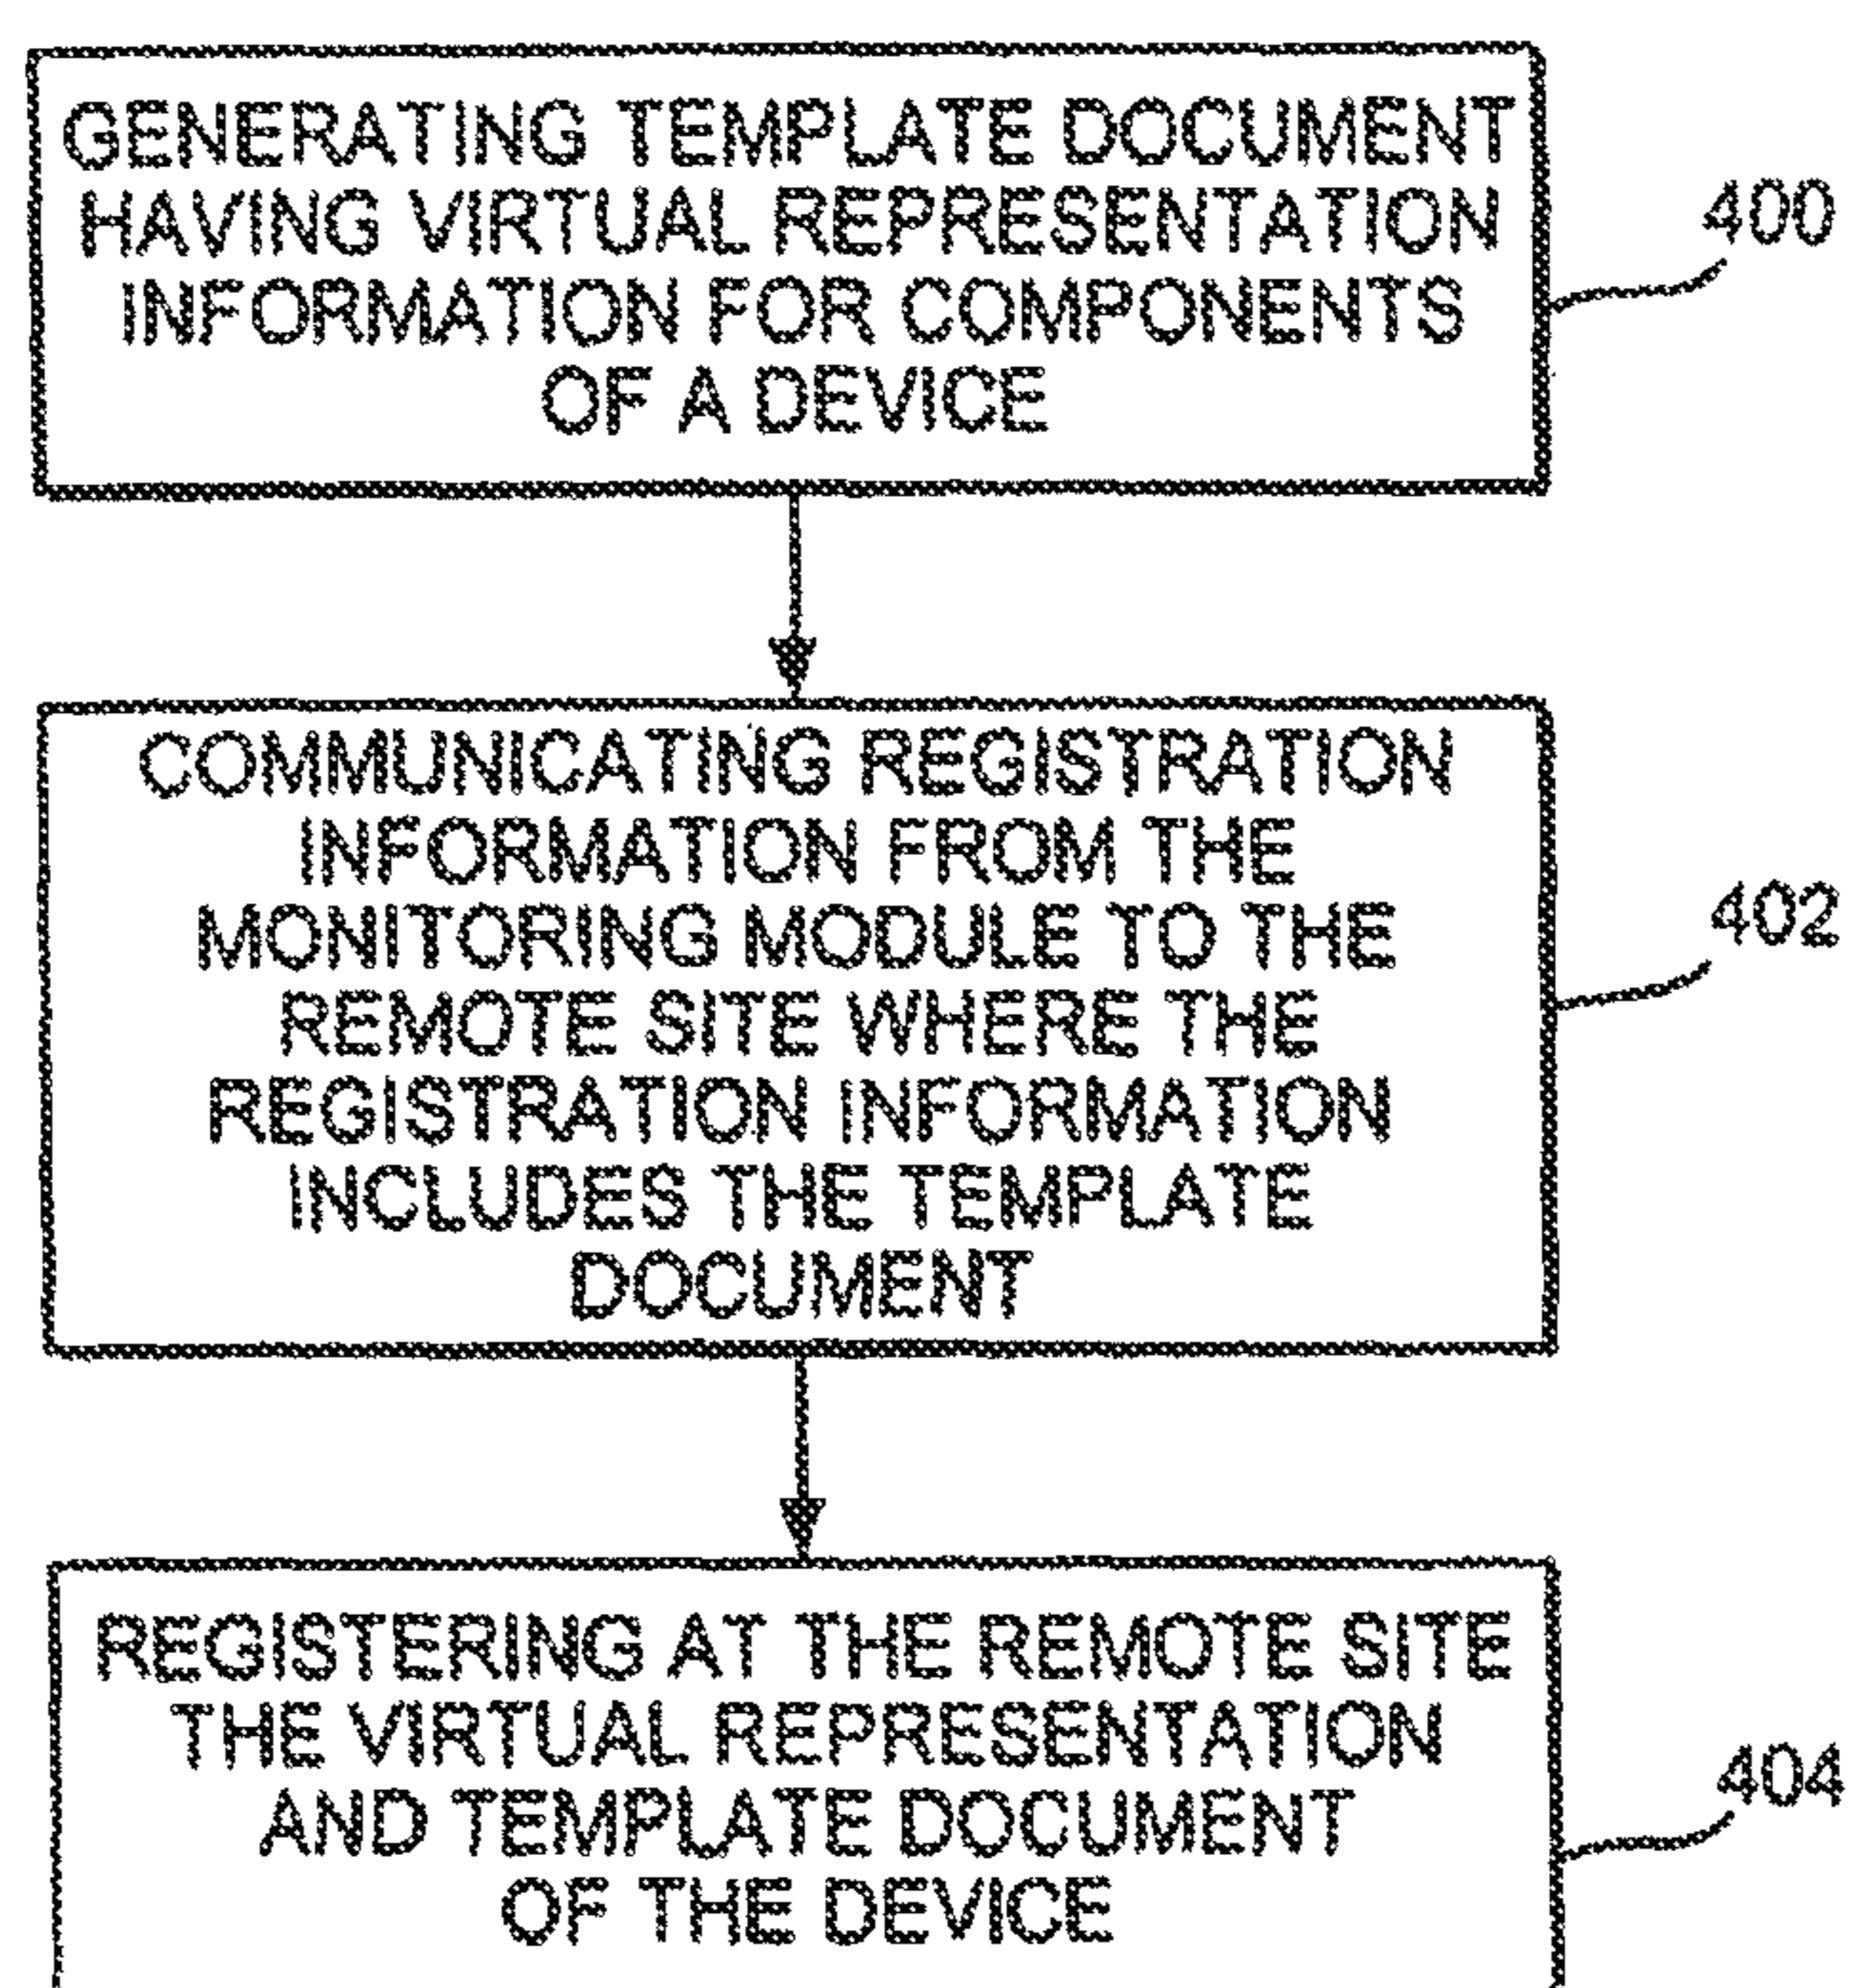 GENERATING TEMPLATE DOCUMENT
HAVING VIRTUAL REPRESENTATION
INFORMATION FOR COMPONENTS
OF A DEVICE
400
COMMUNICATING REGISTRATION
INFORMATION FROM THE
MONITORING MODULE TO THE
REMOTE SITE WHERE THE
REGISTRATION INFORMATION
INCLUDES THE TEMPLATE
DOCUMENT
402
REGISTERING AT THE REMOTE SITE
THE VIRTUAL REPRESENTATION
AND TEMPLATE DOCUMENT
OF THE DEVICE
404